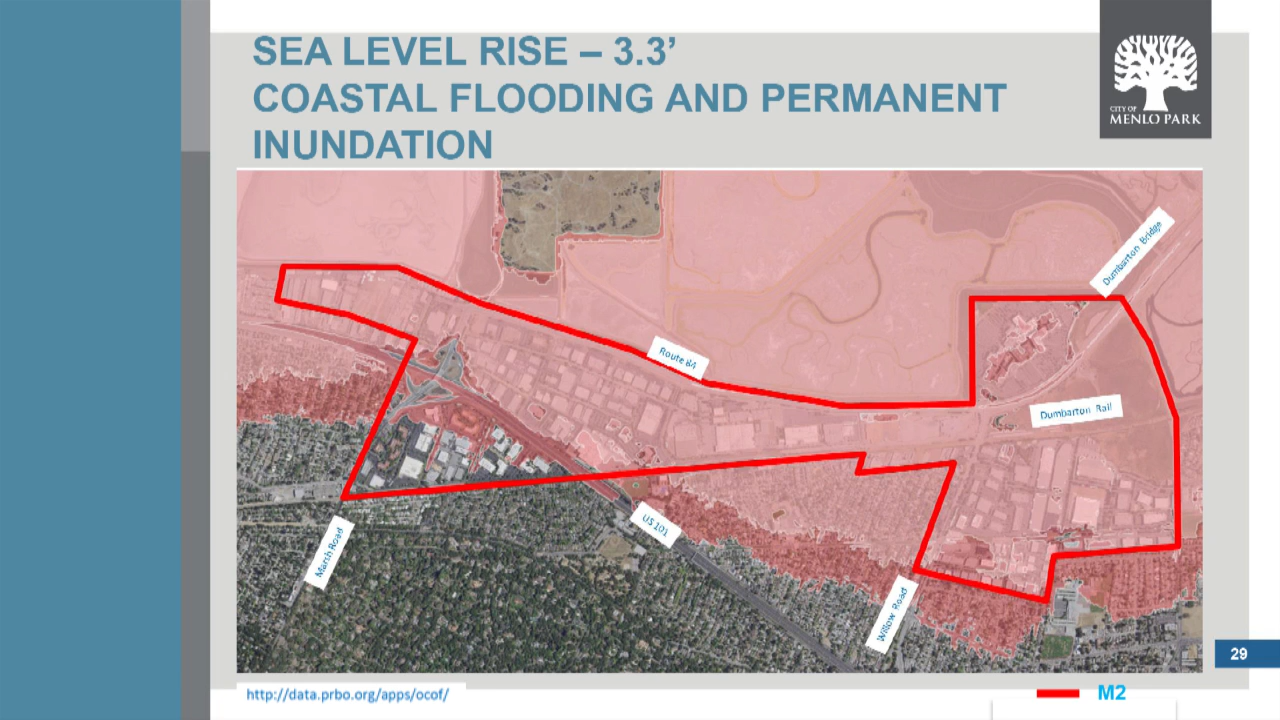 SEA LEVEL RISE – 3.3’
COASTAL FLOODING AND PERMANENT
INUNDATION
CITY OF
MENLO PARK
Dumbarton Bridge
Route 84
Dumbarton Rail
US 101
Marsh Road
Willow Road
29
http://data.prbo.org/apps/ocof/
M2